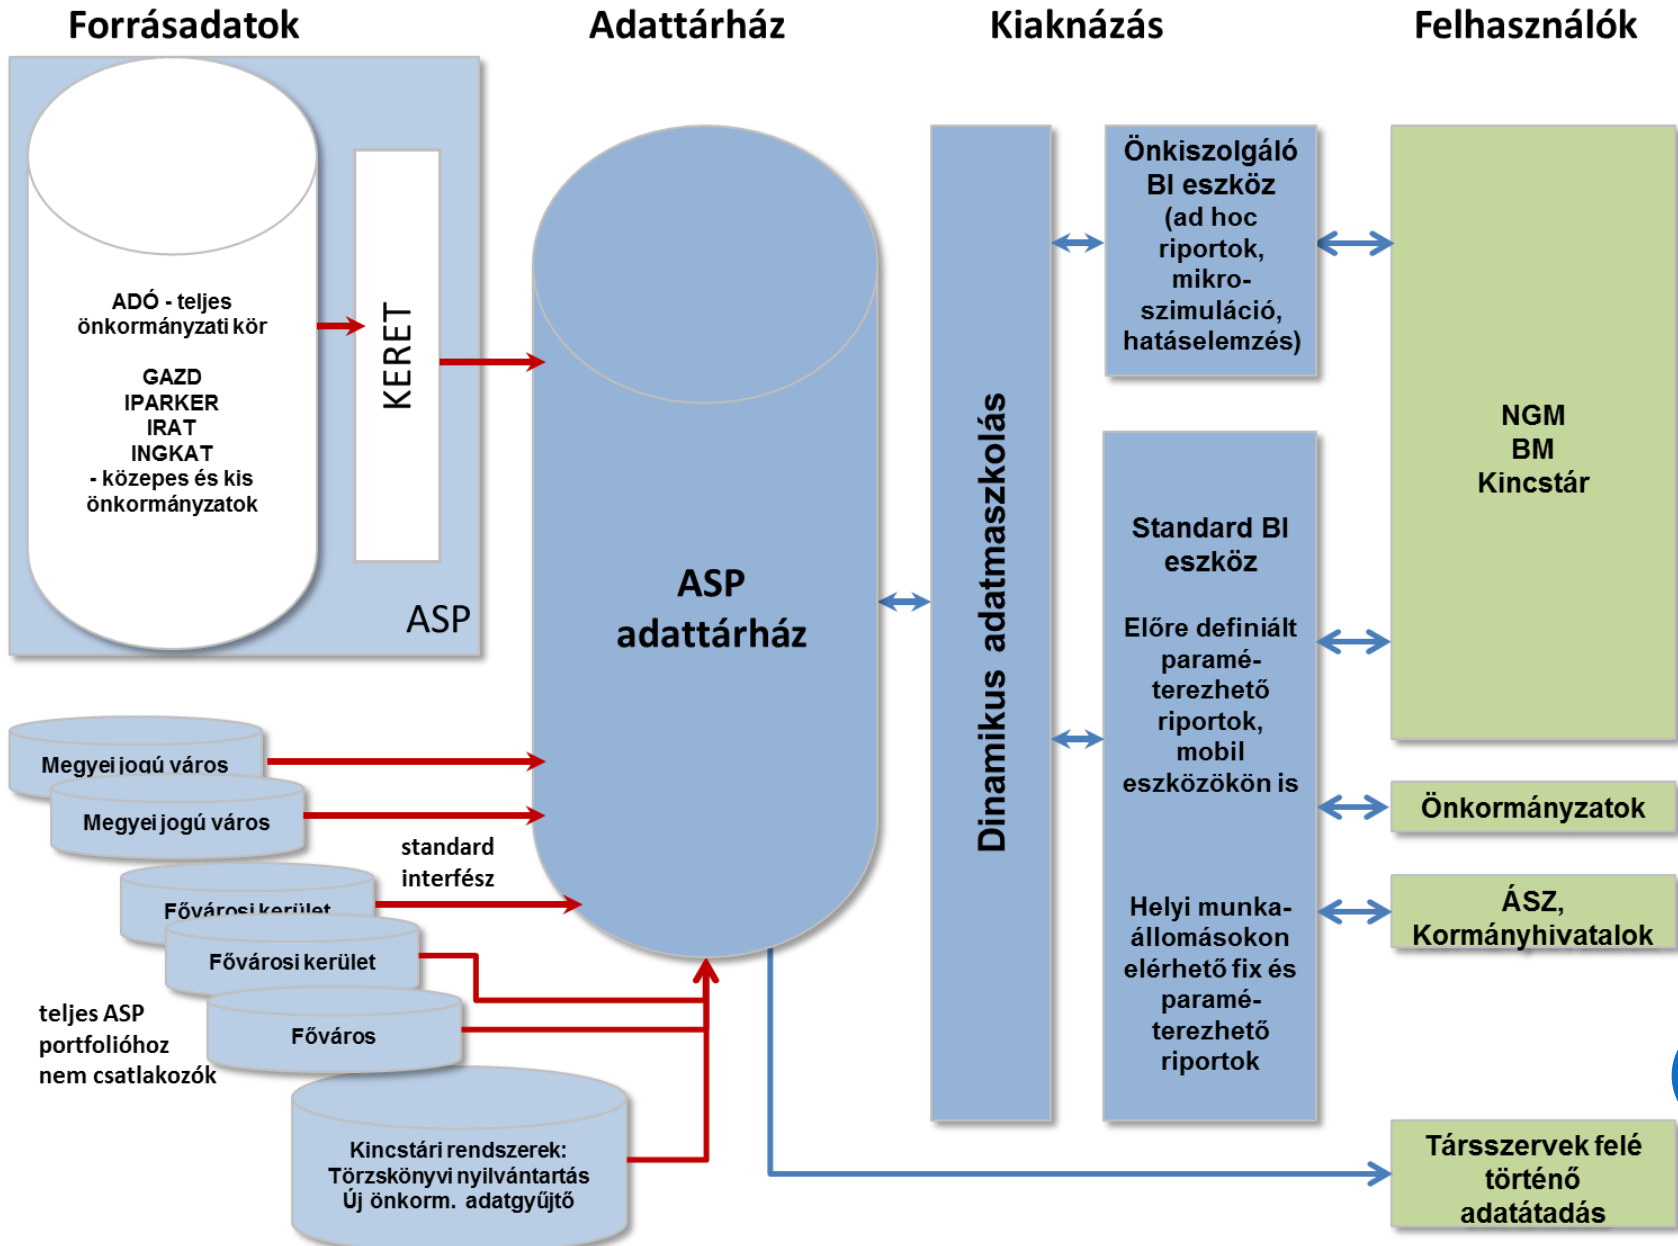 Forrásadatok
Adattárház
Kiaknázás
Felhasználók
ADÓ - teljes
önkormányzati kör
GAZD
IPARKER
IRAT
INGKAT
- közepes és kis
önkormányzatok
KERET
ASP
Megyei jogú város
Megyei jogú város
standard
interfész
Fővárosi kerület
Fővárosi kerület
Főváros
teljes ASP
portfolióhoz
nem csatlakozók
Kincstári rendszerek:
Törzskönyvi nyilvántartás
Új önkorm. adatgyűjtő
ASP
adattárház
Dinamikus adatmaszkolás
Önkiszolgáló
BI eszköz
(ad hoc
riportok,
mikro-
szimuláció,
hatáselemzés)
Standard BI
eszköz
Előre definiált
paramé-
terezhető
riportok,
mobil
eszközökön is
Helyi munka-
állomásokon
elérhető fix és
paramé-
terezhető
riportok
NGM
BM
Kincstár
Önkormányzatok
ÁSZ,
Kormányhivatalok
Társszervek felé
történő
adatátadás